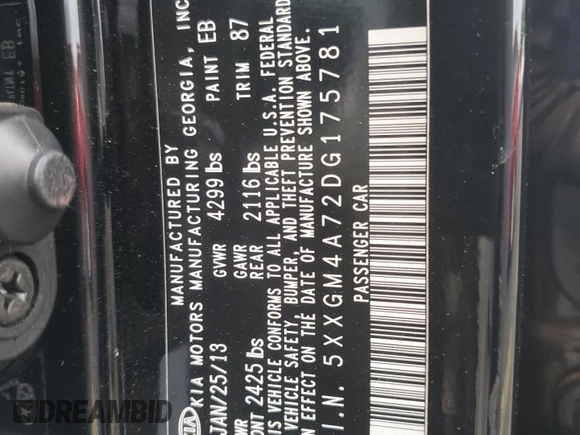 MANUFACTURED BY
KIA MOTORS MANUFACTURING GEORGIA, INC
JAN/25/13 GVWR 4299 lbs PAINT EB
GAWR
2425 lbs REAR 2116 lbs TRIM 87
VEHICLE CONFORMS TO ALL APPLICABLE U.S.A. FEDERAL
VEHICLE SAFETY, BUMPER, AND THEFT PREVENTION STANDARD
IN EFFECT ON THE DATE OF MANUFACTURE SHOWN ABOVE.
I.N. 5XXGM4A72DG175781
PASSENGER CAR
KIA
DREAMBID